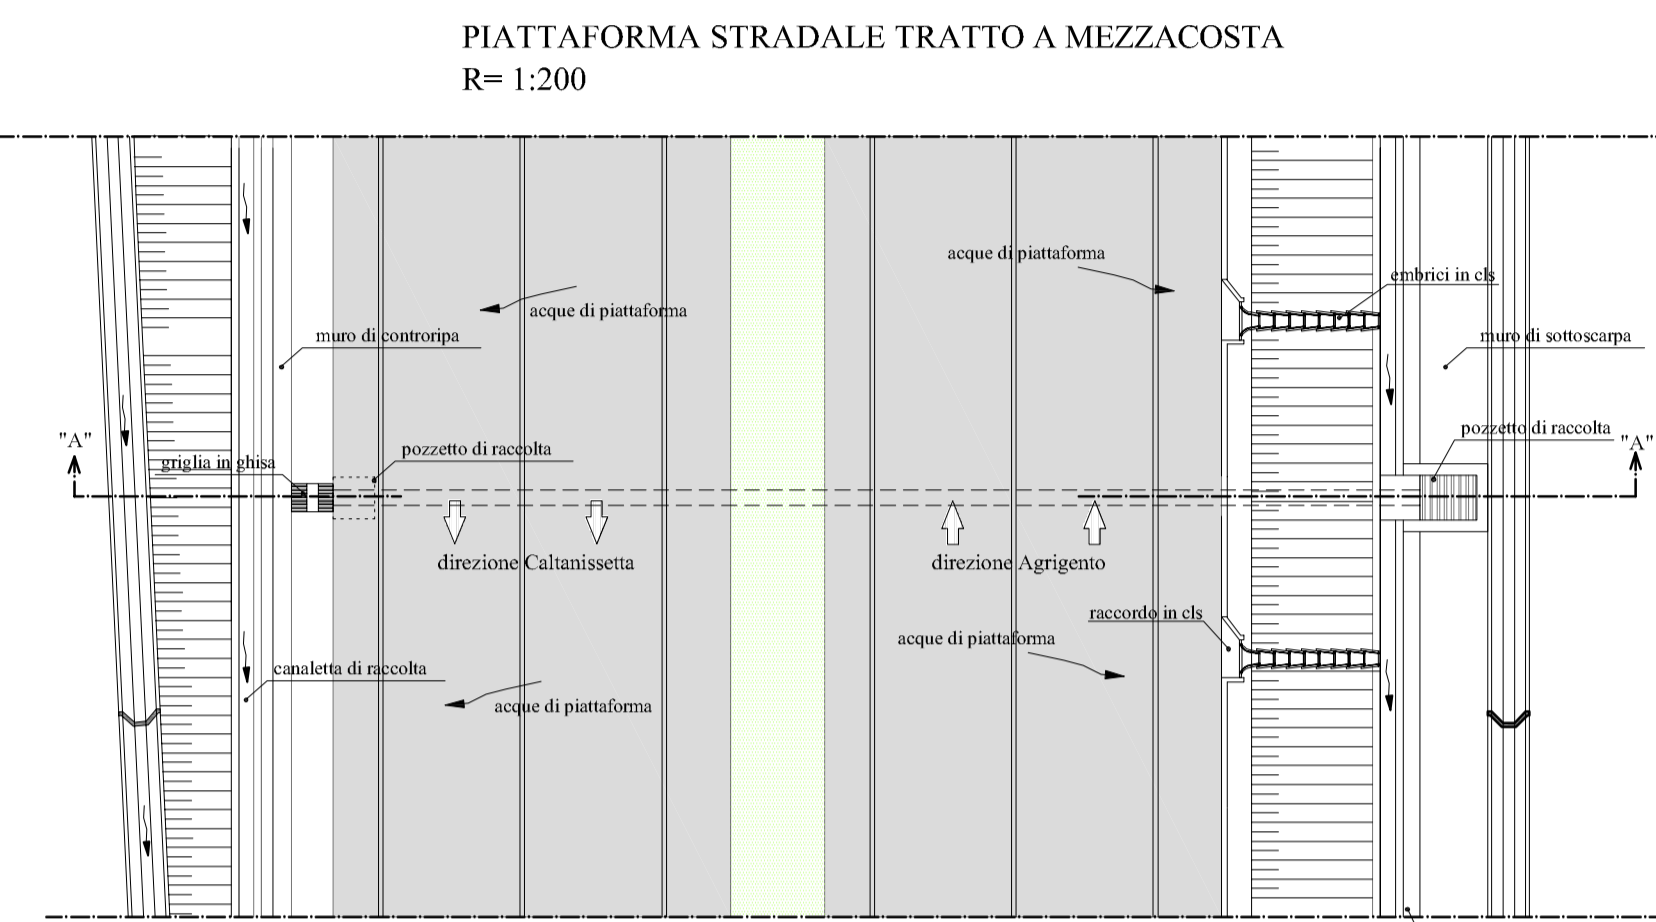 PIATTAFORMA STRADALE TRATTO A MEZZACOSTA
R= 1:200
acque di piattaforma
embrici in cls
acque di piattaforma
muro di controripa
muro di sottoscarpa
"A"
pozzetto di raccolta
"A"
pozzetto di raccolta
griglia in ghisa
direzione Caltanissetta
direzione Agrigento
raccordo in cls
acque di piattaforma
canaletta di raccolta
acque di piattaforma